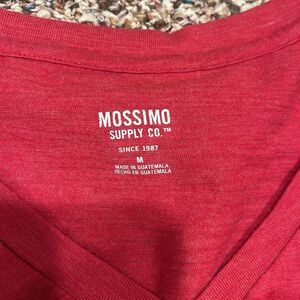 MOSSIMO
SUPPLY CO.™
SINCE 1987
M
MADE IN GUATEMALA
HECHO EN GUATEMALA